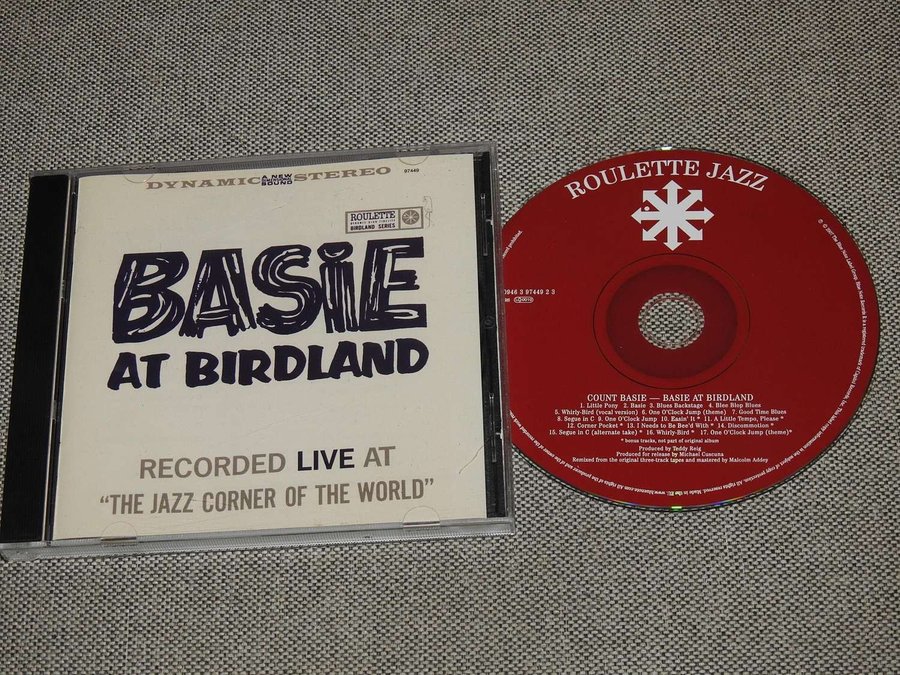 DYNAMIC A NEW SOUND STEREO 97449
ROULETTE
BIRDLAND SERIES
BASiE
AT BIRDLAND
RECORDED LIVE AT
“THE JAZZ CORNER OF THE WORLD”
ROULETTE JAZZ
0946 3 97449 2 3
COUNT BASIE — BASIE AT BIRDLAND
1. Little Pony 2. Basie 3. Blues Backstage 4. Blee Blop Blues
5. Whirly-Bird (vocal version) 6. One O'Clock Jump (theme) 7. Good Time Blues
8. Segue in C 9. One O'Clock Jump 10. Easin' It * 11. A Little Tempo, Please *
12. Corner Pocket * 13. I Needs to Be Bee'd With * 14. Discommotion *
15. Segue in C (alternate take) * 16. Whirly-Bird * 17. One O'Clock Jump (theme) *
* bonus tracks, not part of original album
Produced by Teddy Reig
Produced for release by Michael Cuscuna
Remixed from the original three-track tapes and mastered by Malcolm Addey